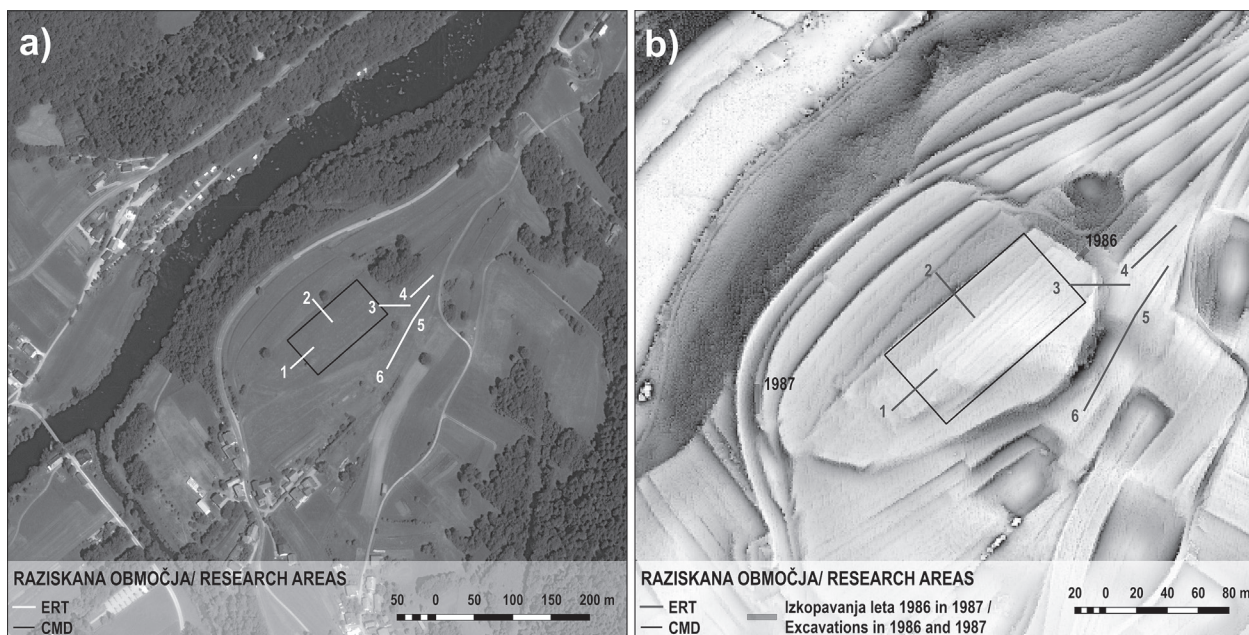 a)
2
3
4
5
1
6
RAZISKANA OBMOČJA/ RESEARCH AREAS
ERT
CMD
50 0 50 100 150 200 m
b)
1986
2
4
3
5
1987
1
6
RAZISKANA OBMOČJA/ RESEARCH AREAS
ERT
CMD
Izkopavanja leta 1986 in 1987 /
Excavations in 1986 and 1987
20 0 20 40 60 80 m